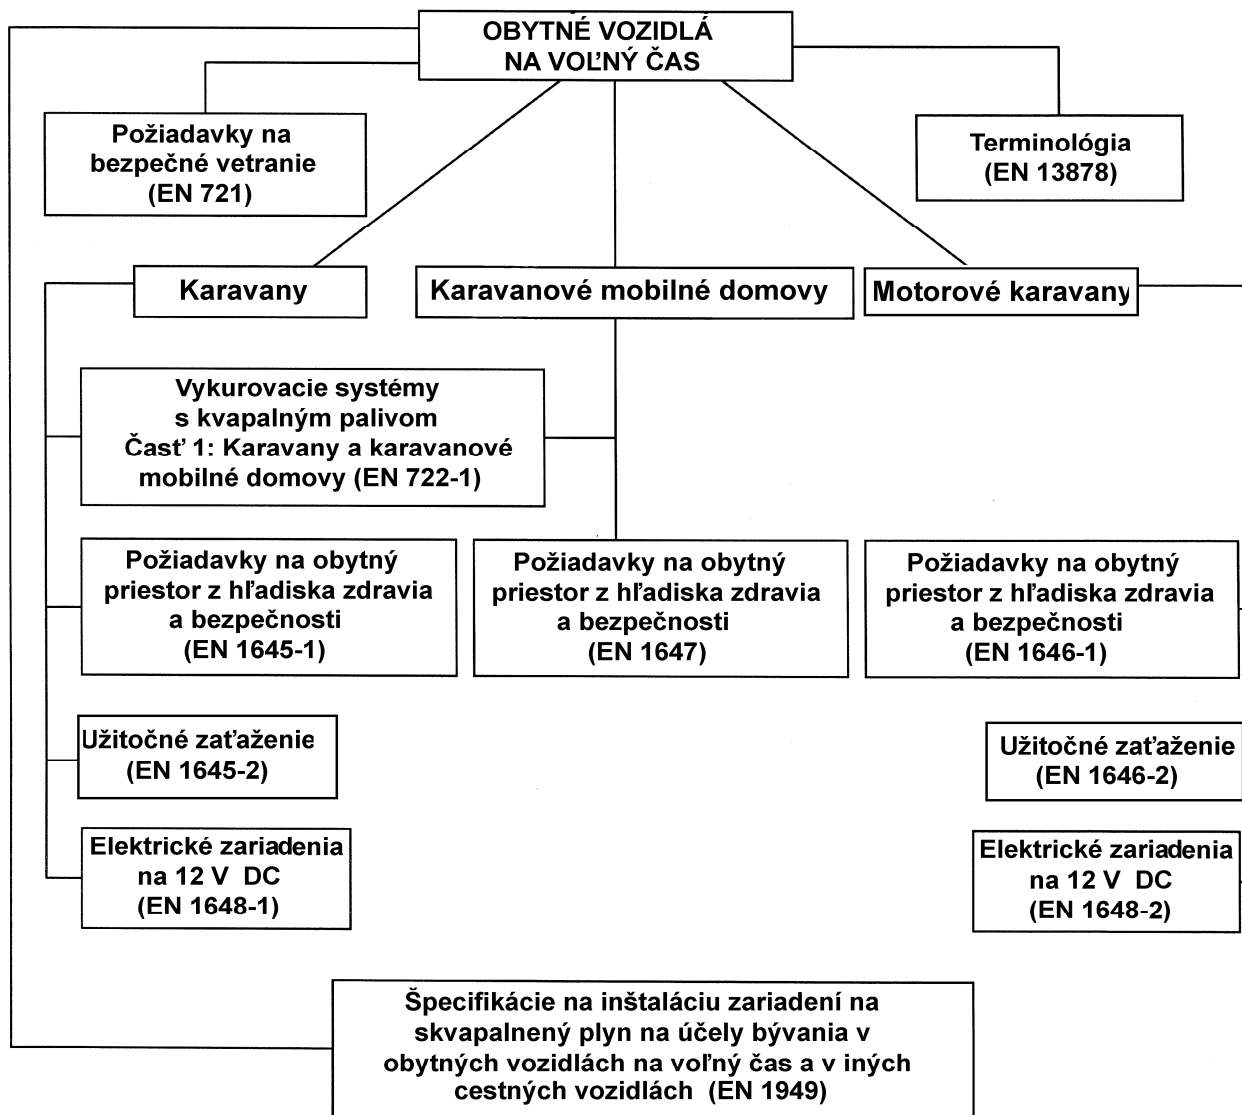 OBYTNÉ VOZIDLÁ
NA VOĽNÝ ČAS
Požiadavky na
bezpečné vetranie
(EN 721)
Terminológia
(EN 13878)
Karavany
Karavanové mobilné domovy
Motorové karavany
Vykurovacie systémy
s kvapalným palivom
Časť 1: Karavany a karavanové
mobilné domovy (EN 722-1)
Požiadavky na obytný
priestor z hľadiska zdravia
a bezpečnosti
(EN 1645-1)
Požiadavky na obytný
priestor z hľadiska zdravia
a bezpečnosti
(EN 1647)
Požiadavky na obytný
priestor z hľadiska zdravia
a bezpečnosti
(EN 1646-1)
Užitočné zaťaženie
(EN 1645-2)
Užitočné zaťaženie
(EN 1646-2)
Elektrické zariadenia
na 12 V DC
(EN 1648-1)
Elektrické zariadenia
na 12 V DC
(EN 1648-2)
Špecifikácie na inštaláciu zariadení na
skvapalnený plyn na účely bývania v
obytných vozidlách na voľný čas a v iných
cestných vozidlách (EN 1949)